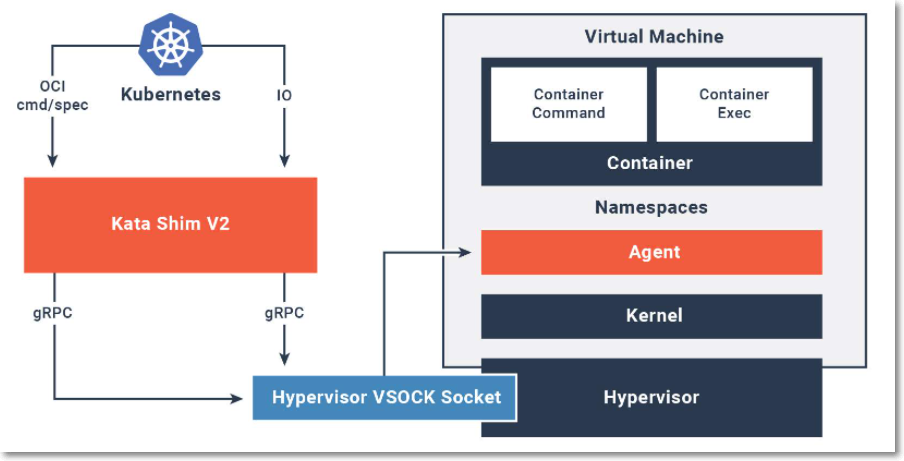 Kubernetes
OCI
cmd/spec
IO
Kata Shim V2
gRPC
gRPC
Hypervisor VSOCK Socket
Virtual Machine
Container
Command
Container
Exec
Container
Namespaces
Agent
Kernel
Hypervisor